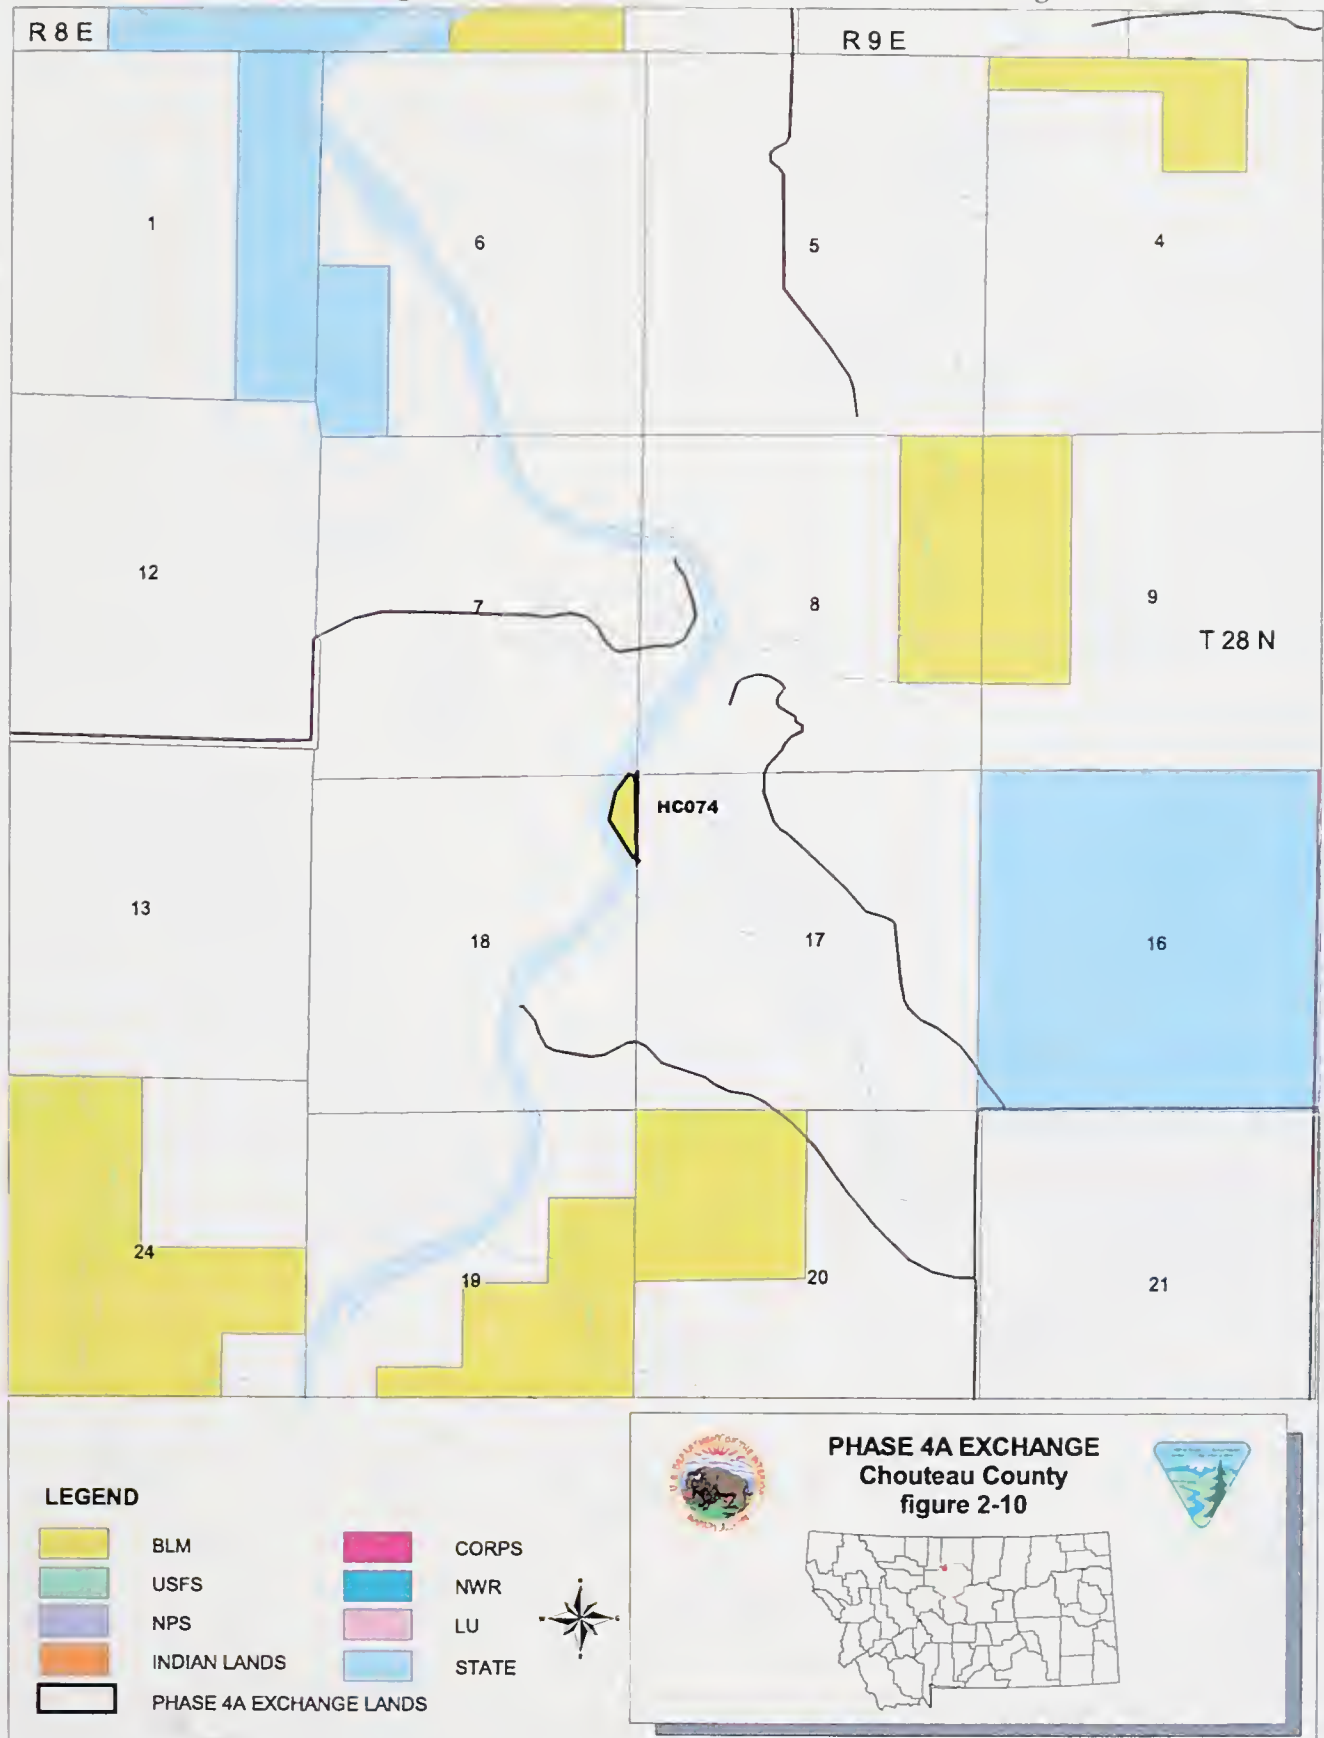 R 8 E
R 9 E
1
6
5
4
12
7
8
9
T 28 N
HC074
13
18
17
16
24
19
20
21
LEGEND
BLM
USFS
NPS
INDIAN LANDS
PHASE 4A EXCHANGE LANDS
CORPS
NWR
LU
STATE
PHASE 4A EXCHANGE
Chouteau County
figure 2-10